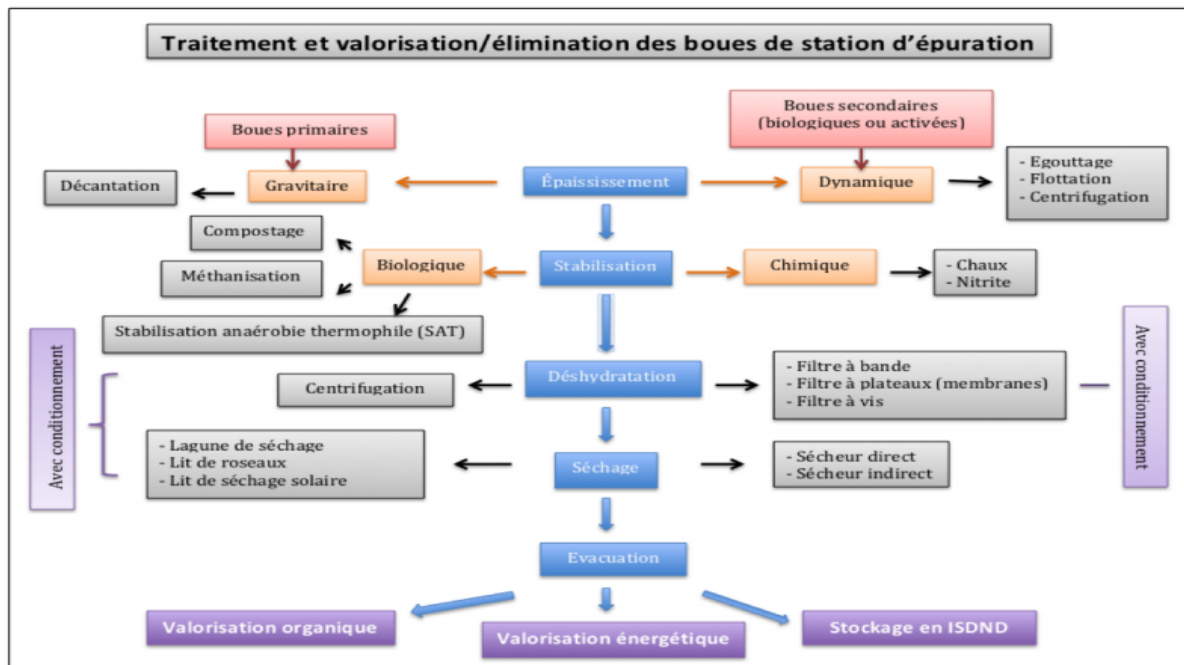 Traitement et valorisation/élimination des boues de station d'épuration
Boues primaires
Boues secondaires
(biologiques ou activées)
Décantation
Gravitaire
Épaississement
Dynamique
- Egouttage
- Flottation
- Centrifugation
Compostage
Méthanisation
Biologique
Stabilisation
Chimique
- Chaux
- Nitrite
Stabilisation anaérobie thermophile (SAT)
Avec conditionnement
Centrifugation
Déshydratation
- Filtre à bande
- Filtre à plateaux (membranes)
- Filtre à vis
Avec conditionnement
- Lagune de séchage
- Lit de roseaux
- Lit de séchage solaire
Séchage
- Sécheur direct
- Sécheur indirect
Evacuation
Valorisation organique
Valorisation énergétique
Stockage en ISDND